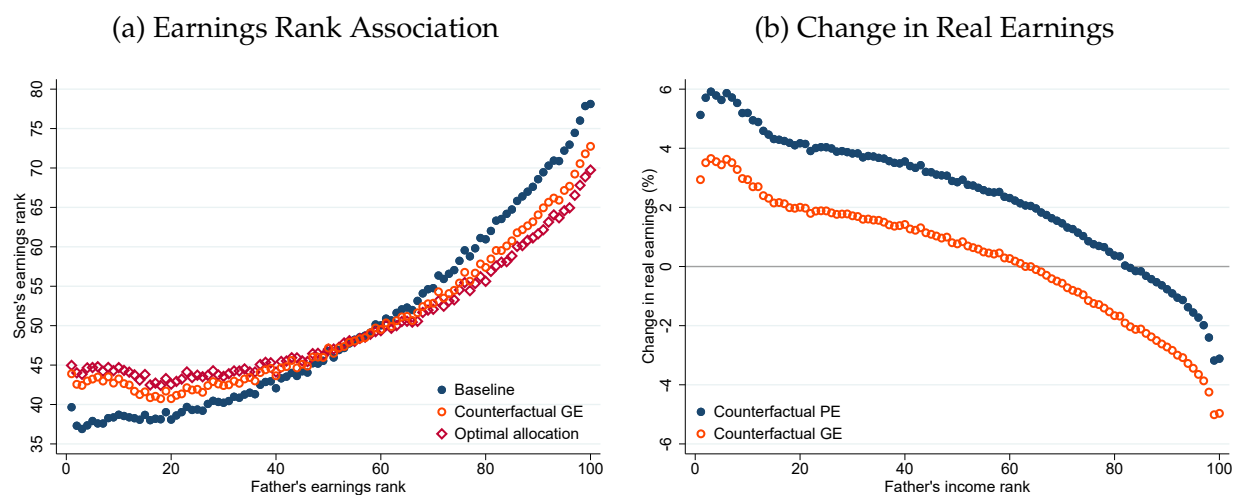 (a) Earnings Rank Association
80
75
70
65
60
55
50
45
40
35
Sons's earnings rank
Baseline
Counterfactual GE
Optimal allocation
0 20 40 60 80 100
Father's earnings rank
(b) Change in Real Earnings
6
4
2
0
-2
-4
-6
Change in real earnings (%)
Counterfactual PE
Counterfactual GE
0 20 40 60 80 100
Father's income rank